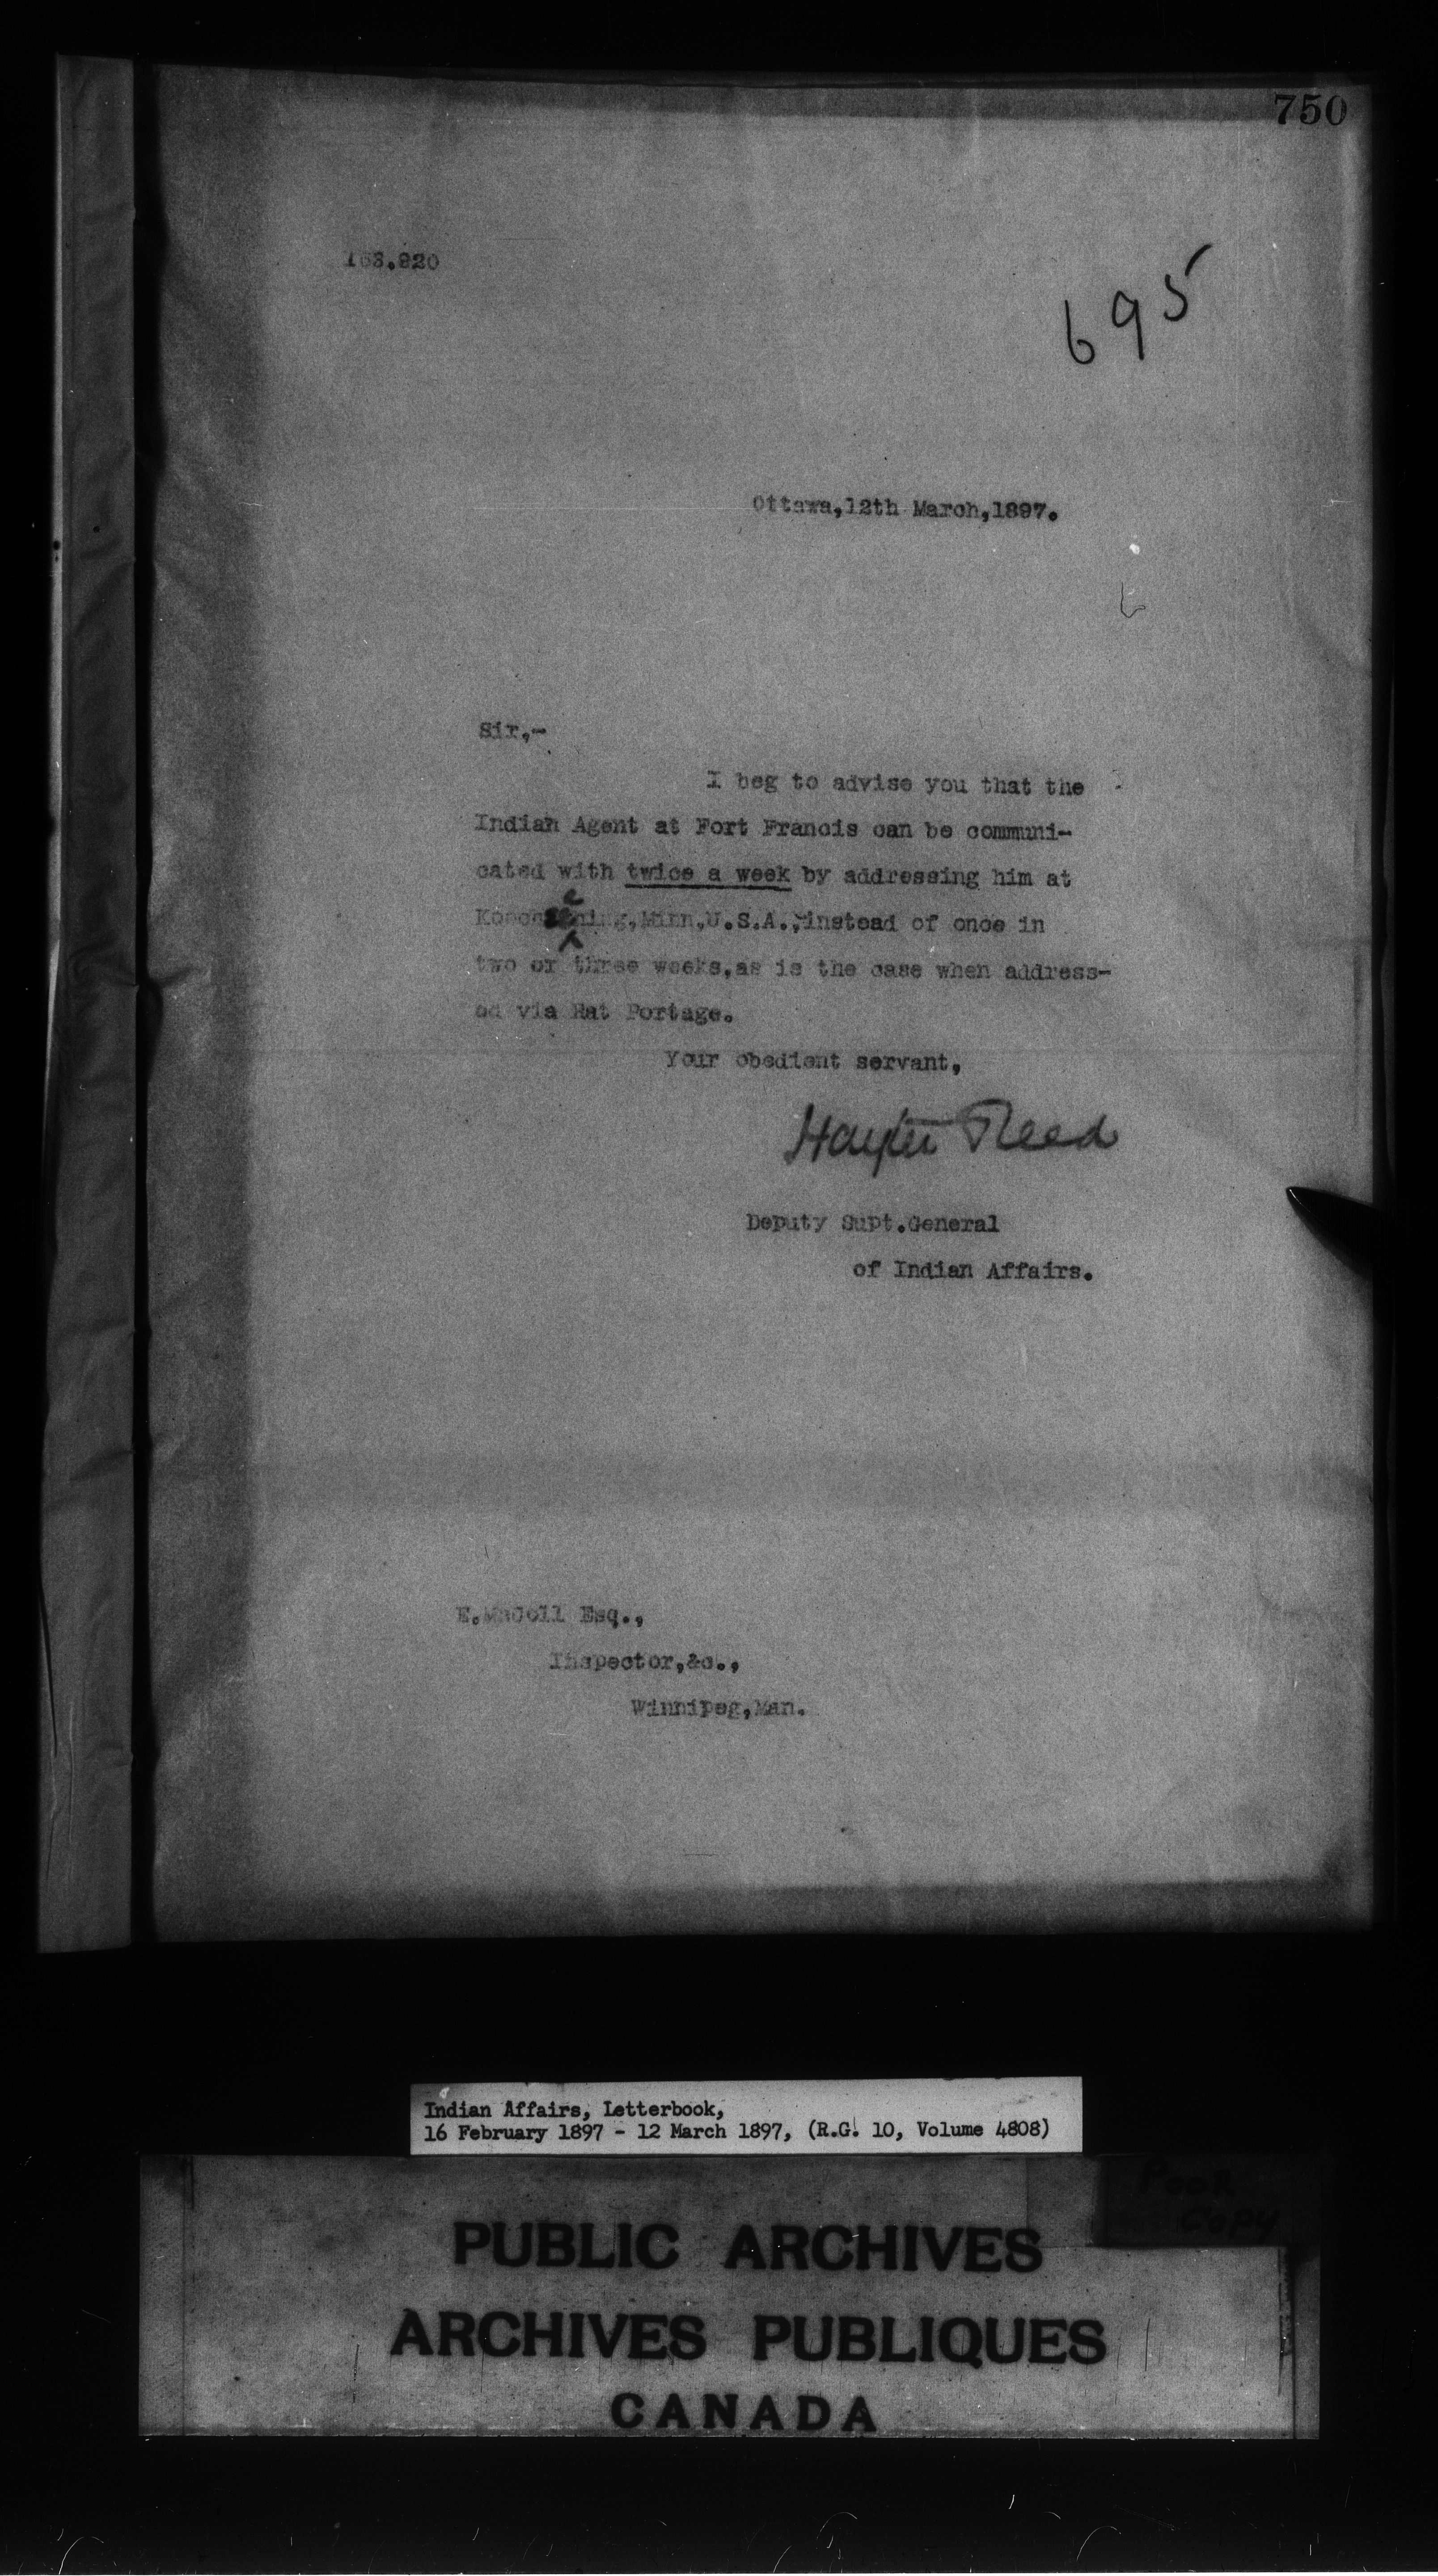 750
163.920
695
Ottawa,12th March,1897.
Sir,-
I beg to advise you that the
Indian Agent at Fort Francis can be communi-
cated with twice a week by addressing him at
Minn,U.S.A.,instead of once in
two or three weeks,as is the case when address-
ed via Rat Portage.
Your obedient servant,
Hayter Reed
Deputy Supt.General
of Indian Affairs.
E.McColl Esq.,
Inspector,&c.,
Winnipeg,Man.
Indian Affairs, Letterbook,
16 February 1897 - 12 March 1897, (R.G. 10, Volume 4808)
Poor
Copy
PUBLIC ARCHIVES
ARCHIVES PUBLIQUES
CANADA